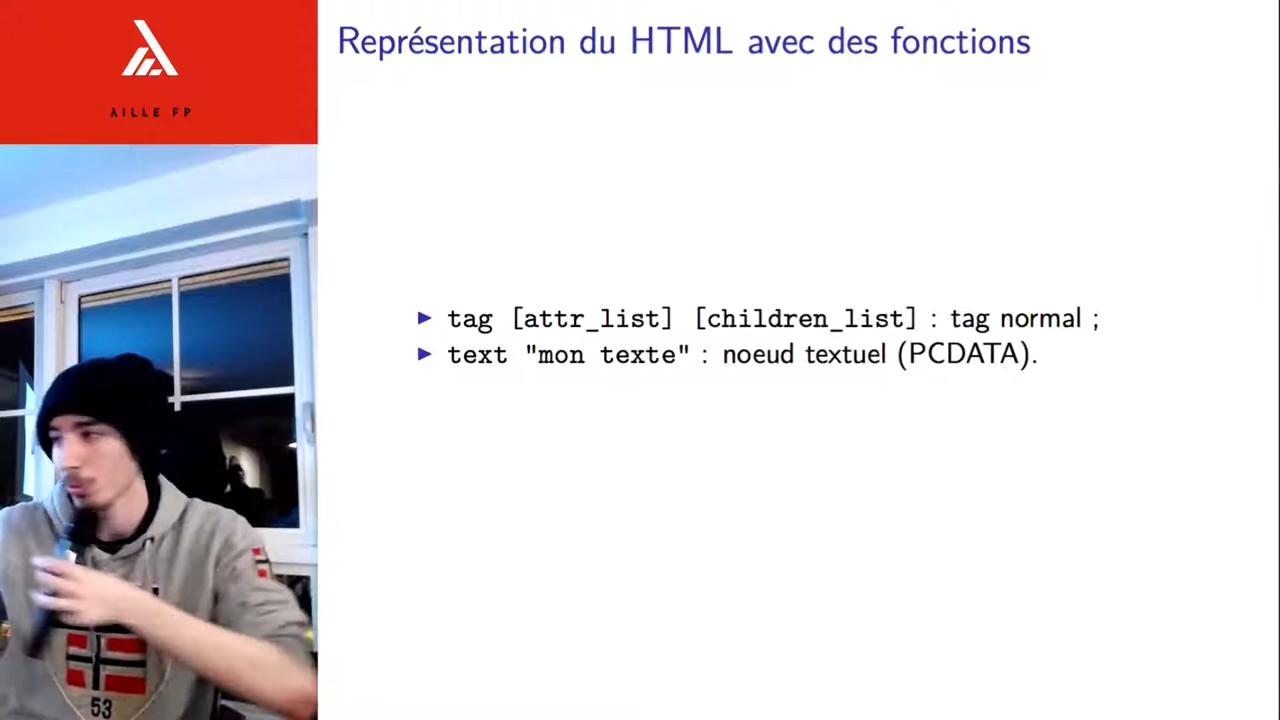 Représentation du HTML avec des fonctions
λILLE FP
tag [attr_list] [children_list] : tag normal ;
text "mon texte" : noeud textuel (PCDATA).
53